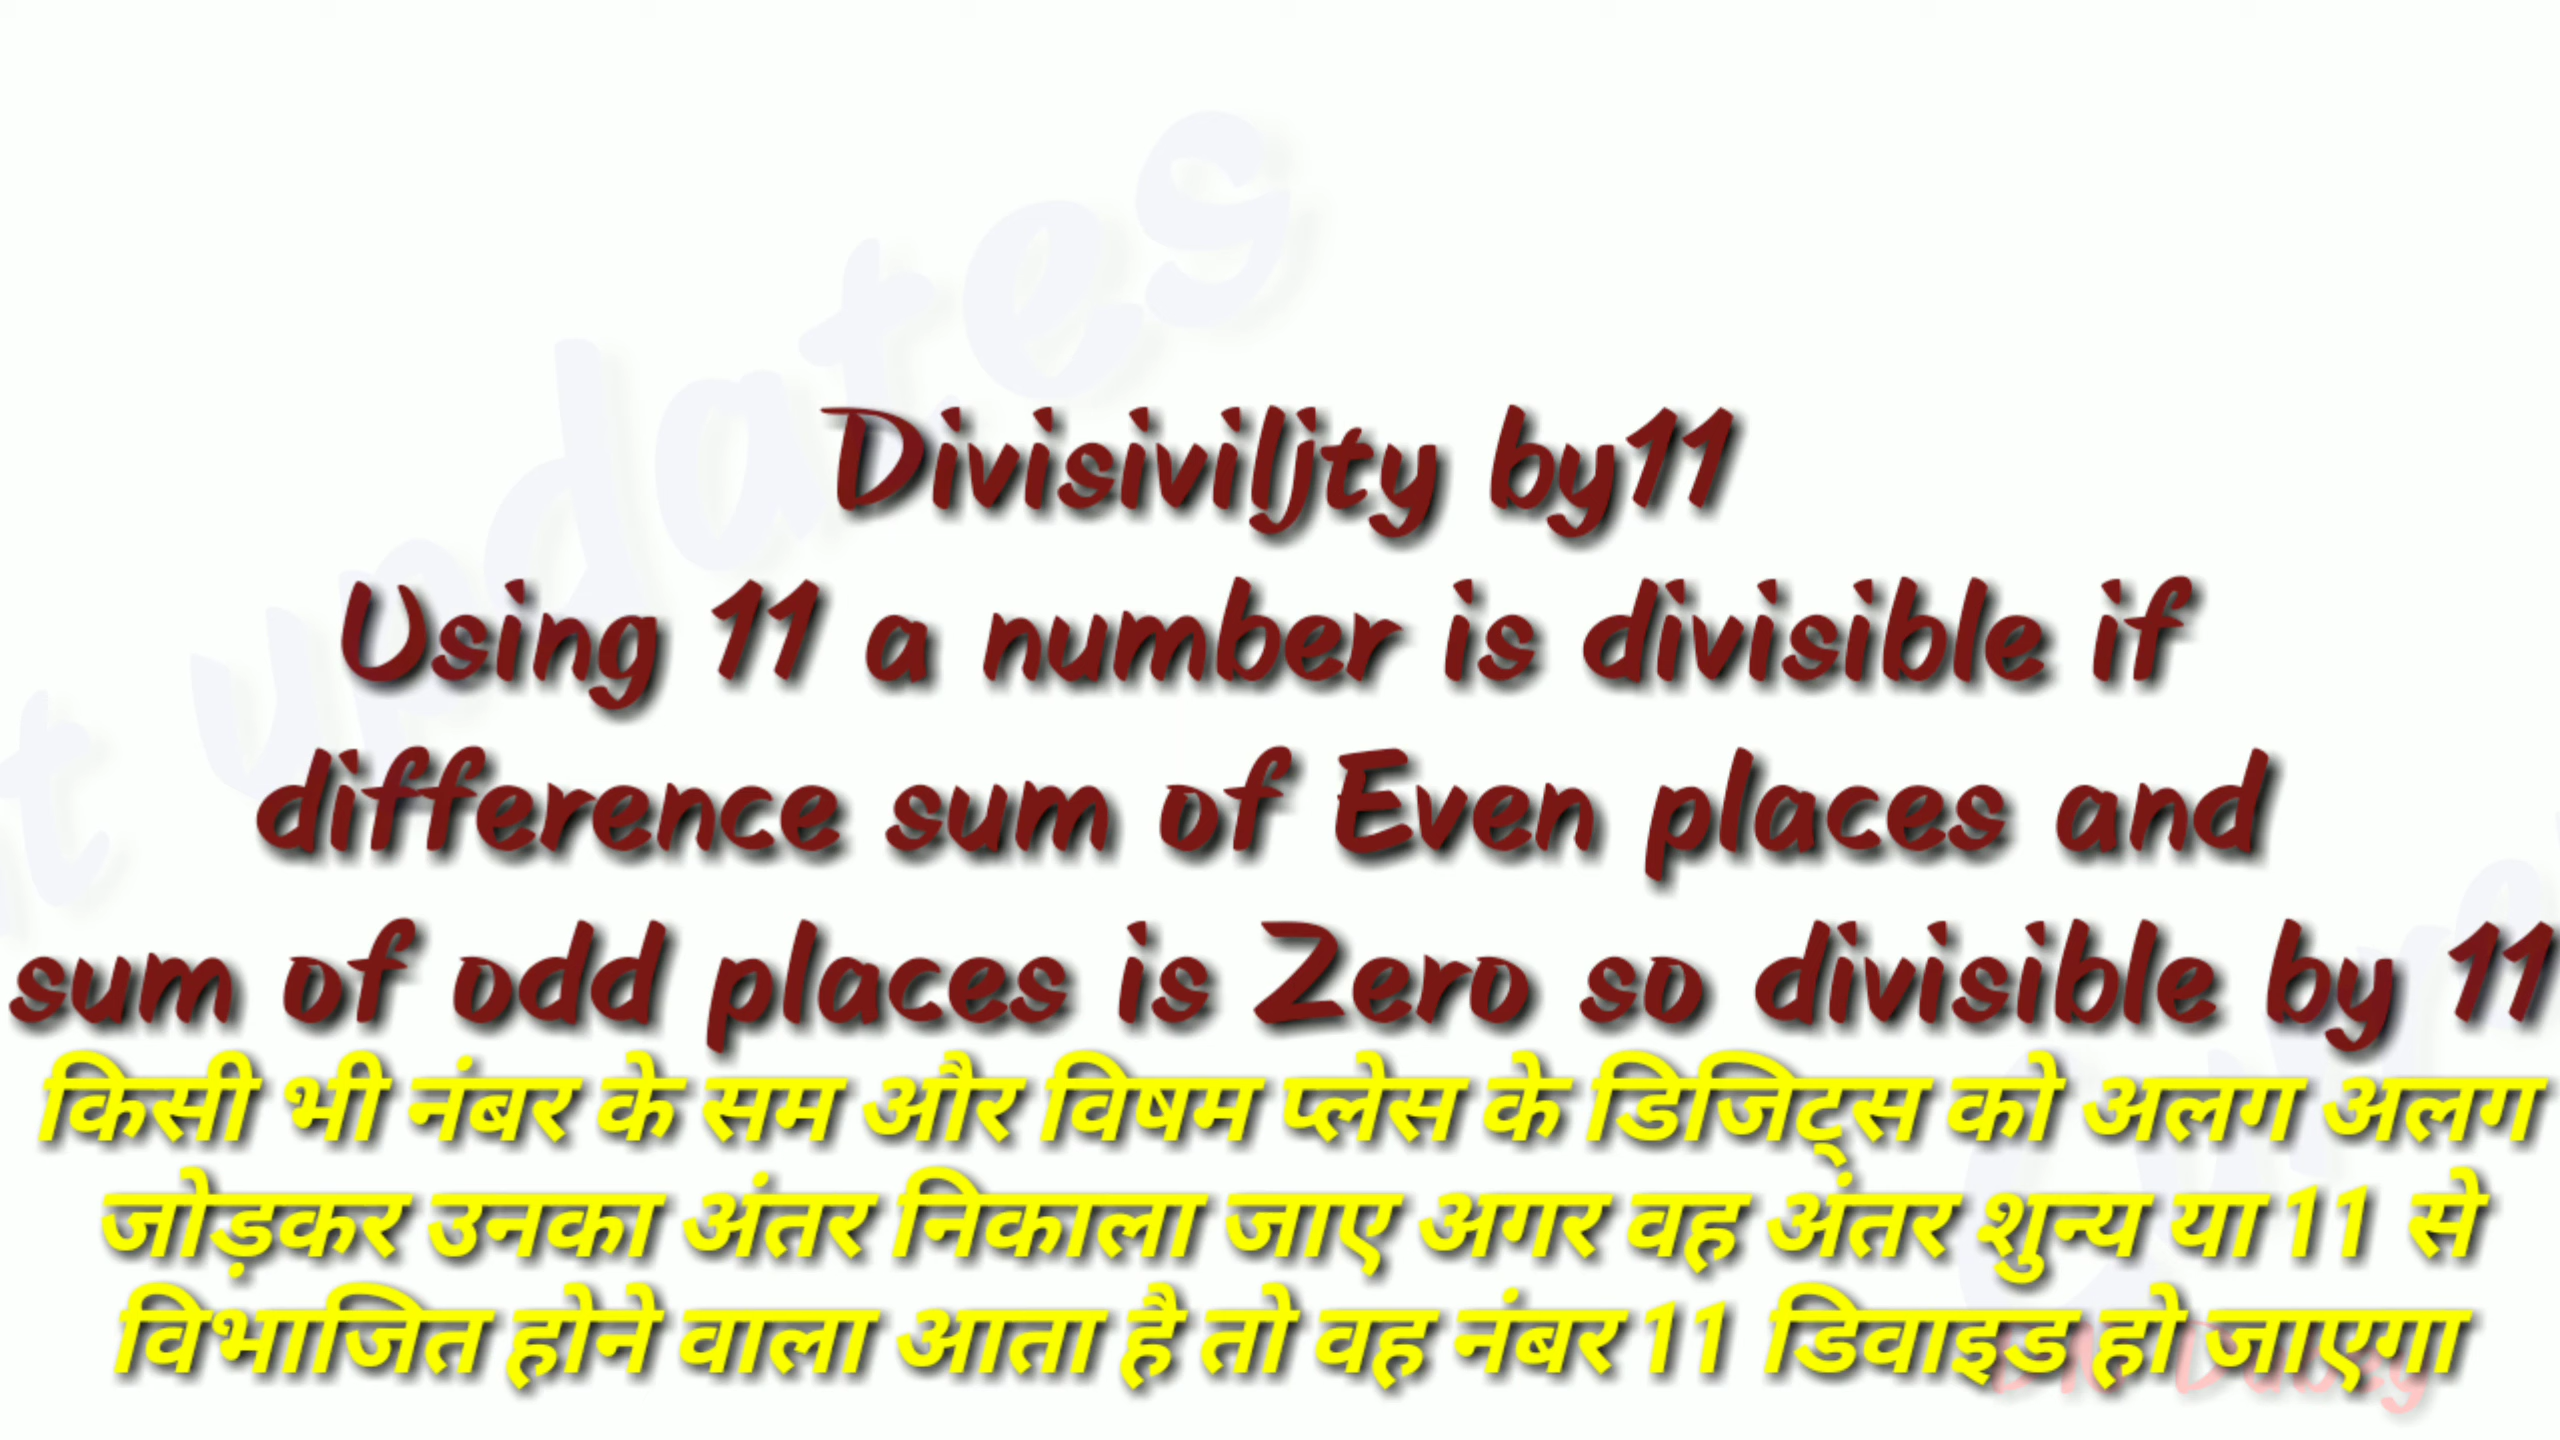 Divisiviljty by11
Using 11 a number is divisible if
difference sum of Even places and
sum of odd places is Zero so divisible by 11
किसी भी नंबर के सम और विषम प्लेस के डिजिट्स को अलग अलग
जोड़कर उनका अंतर निकाला जाए अगर वह अंतर शुन्य या 11 से
विभाजित होने वाला आता है तो वह नंबर 11 डिवाइड हो जाएगा
updates